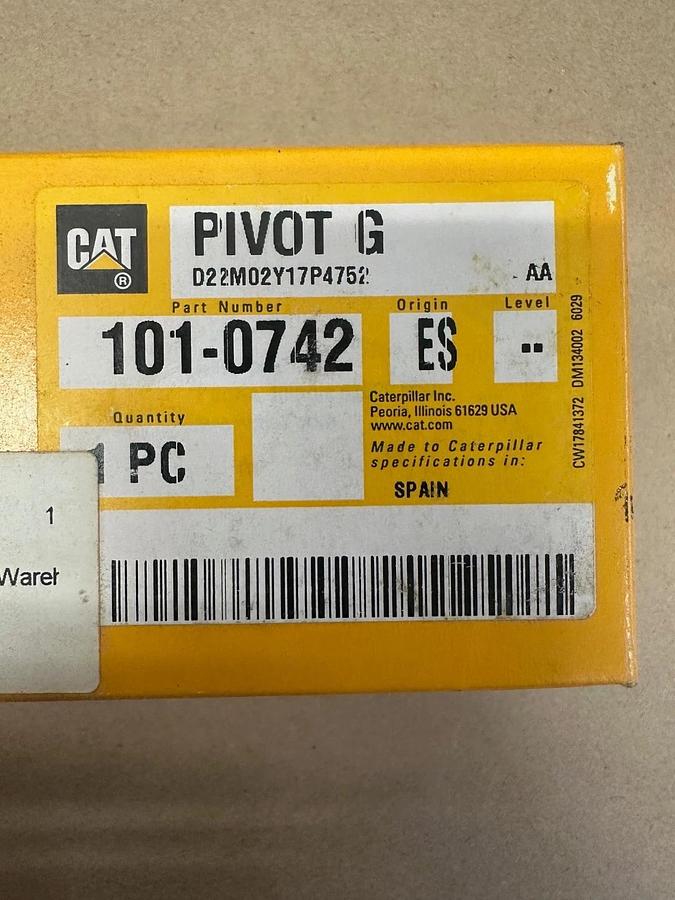 CAT
®
PIVOT G
D22M02Y17P4752
AA
Part Number
Origin
Level
101-0742
ES
--
Quantity
1 PC
Caterpillar Inc.
Peoria, Illinois 61629 USA
www.cat.com
Made to Caterpillar
specifications in:
SPAIN
CW17841372 DM134002 6029
1